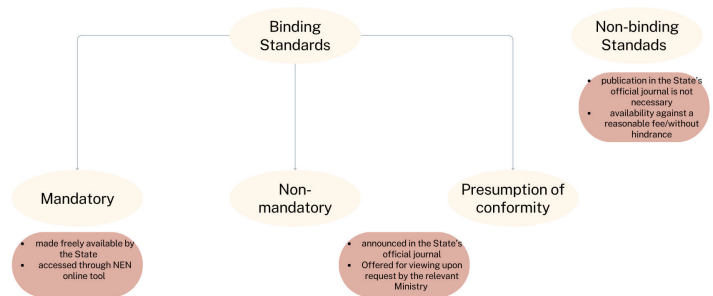 Binding
Standards
Non-binding
Standads
• publication in the State's
official journal is not
necessary
• availability against a
reasonable fee/without
hindrance
Mandatory
Non-
mandatory
Presumption of
conformity
• made freely available by
the State
• accessed through NEN
online tool
• announced in the State's
official journal
• Offered for viewing upon
request by the relevant
Ministry